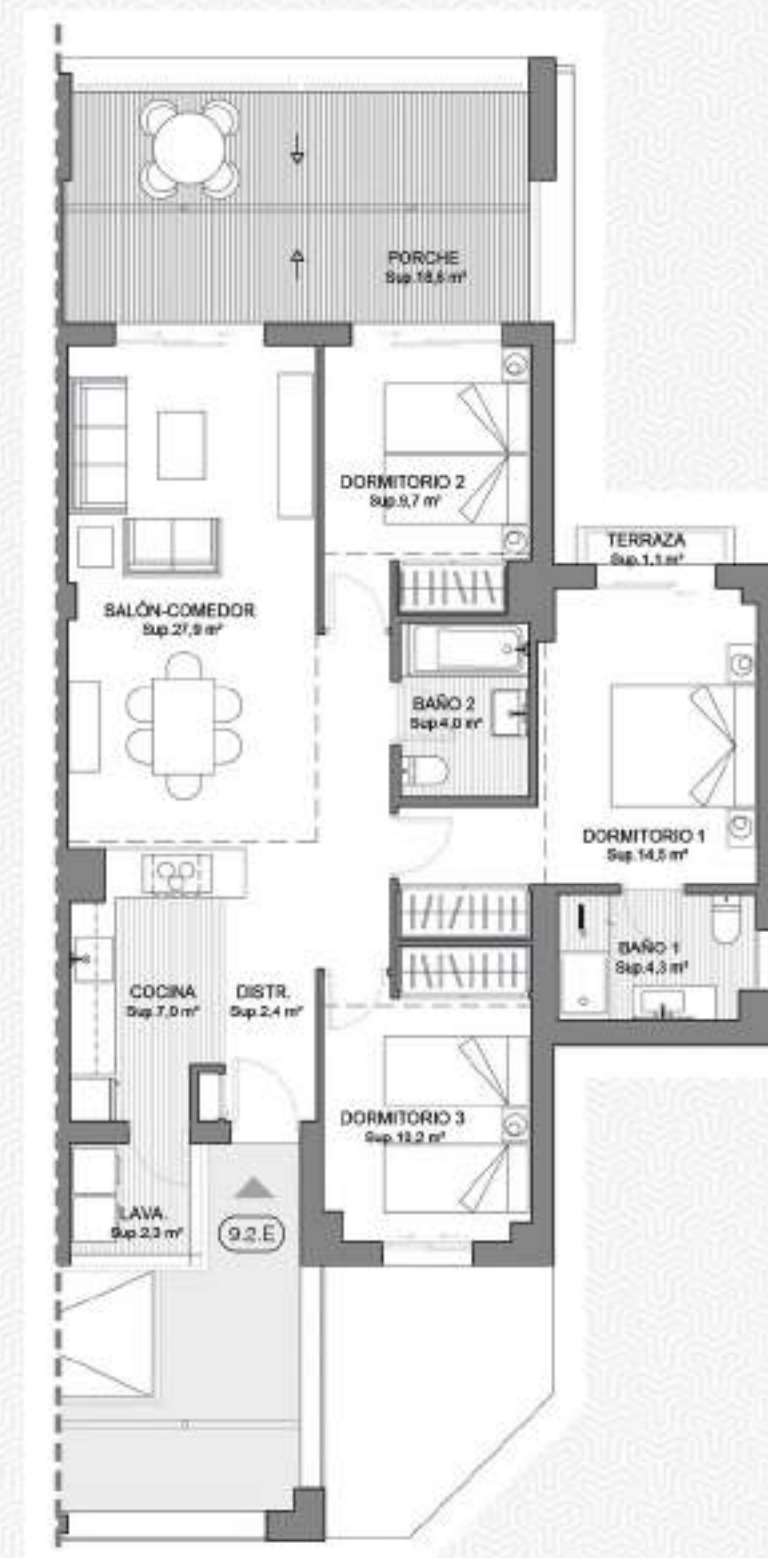 PORCHE
Sup.18,6 m²
DORMITORIO 2
Sup.9,7 m²
TERRAZA
Sup.1,1 m²
SALÓN-COMEDOR
Sup.27,9 m²
BAÑO 2
Sup.4,0 m²
DORMITORIO 1
Sup.14,5 m²
BAÑO 1
Sup.4,3 m²
COCINA
Sup.7,0 m²
DISTR.
Sup.2,4 m²
DORMITORIO 3
Sup.10,2 m²
LAVA.
Sup.2,3 m²
9.2.E